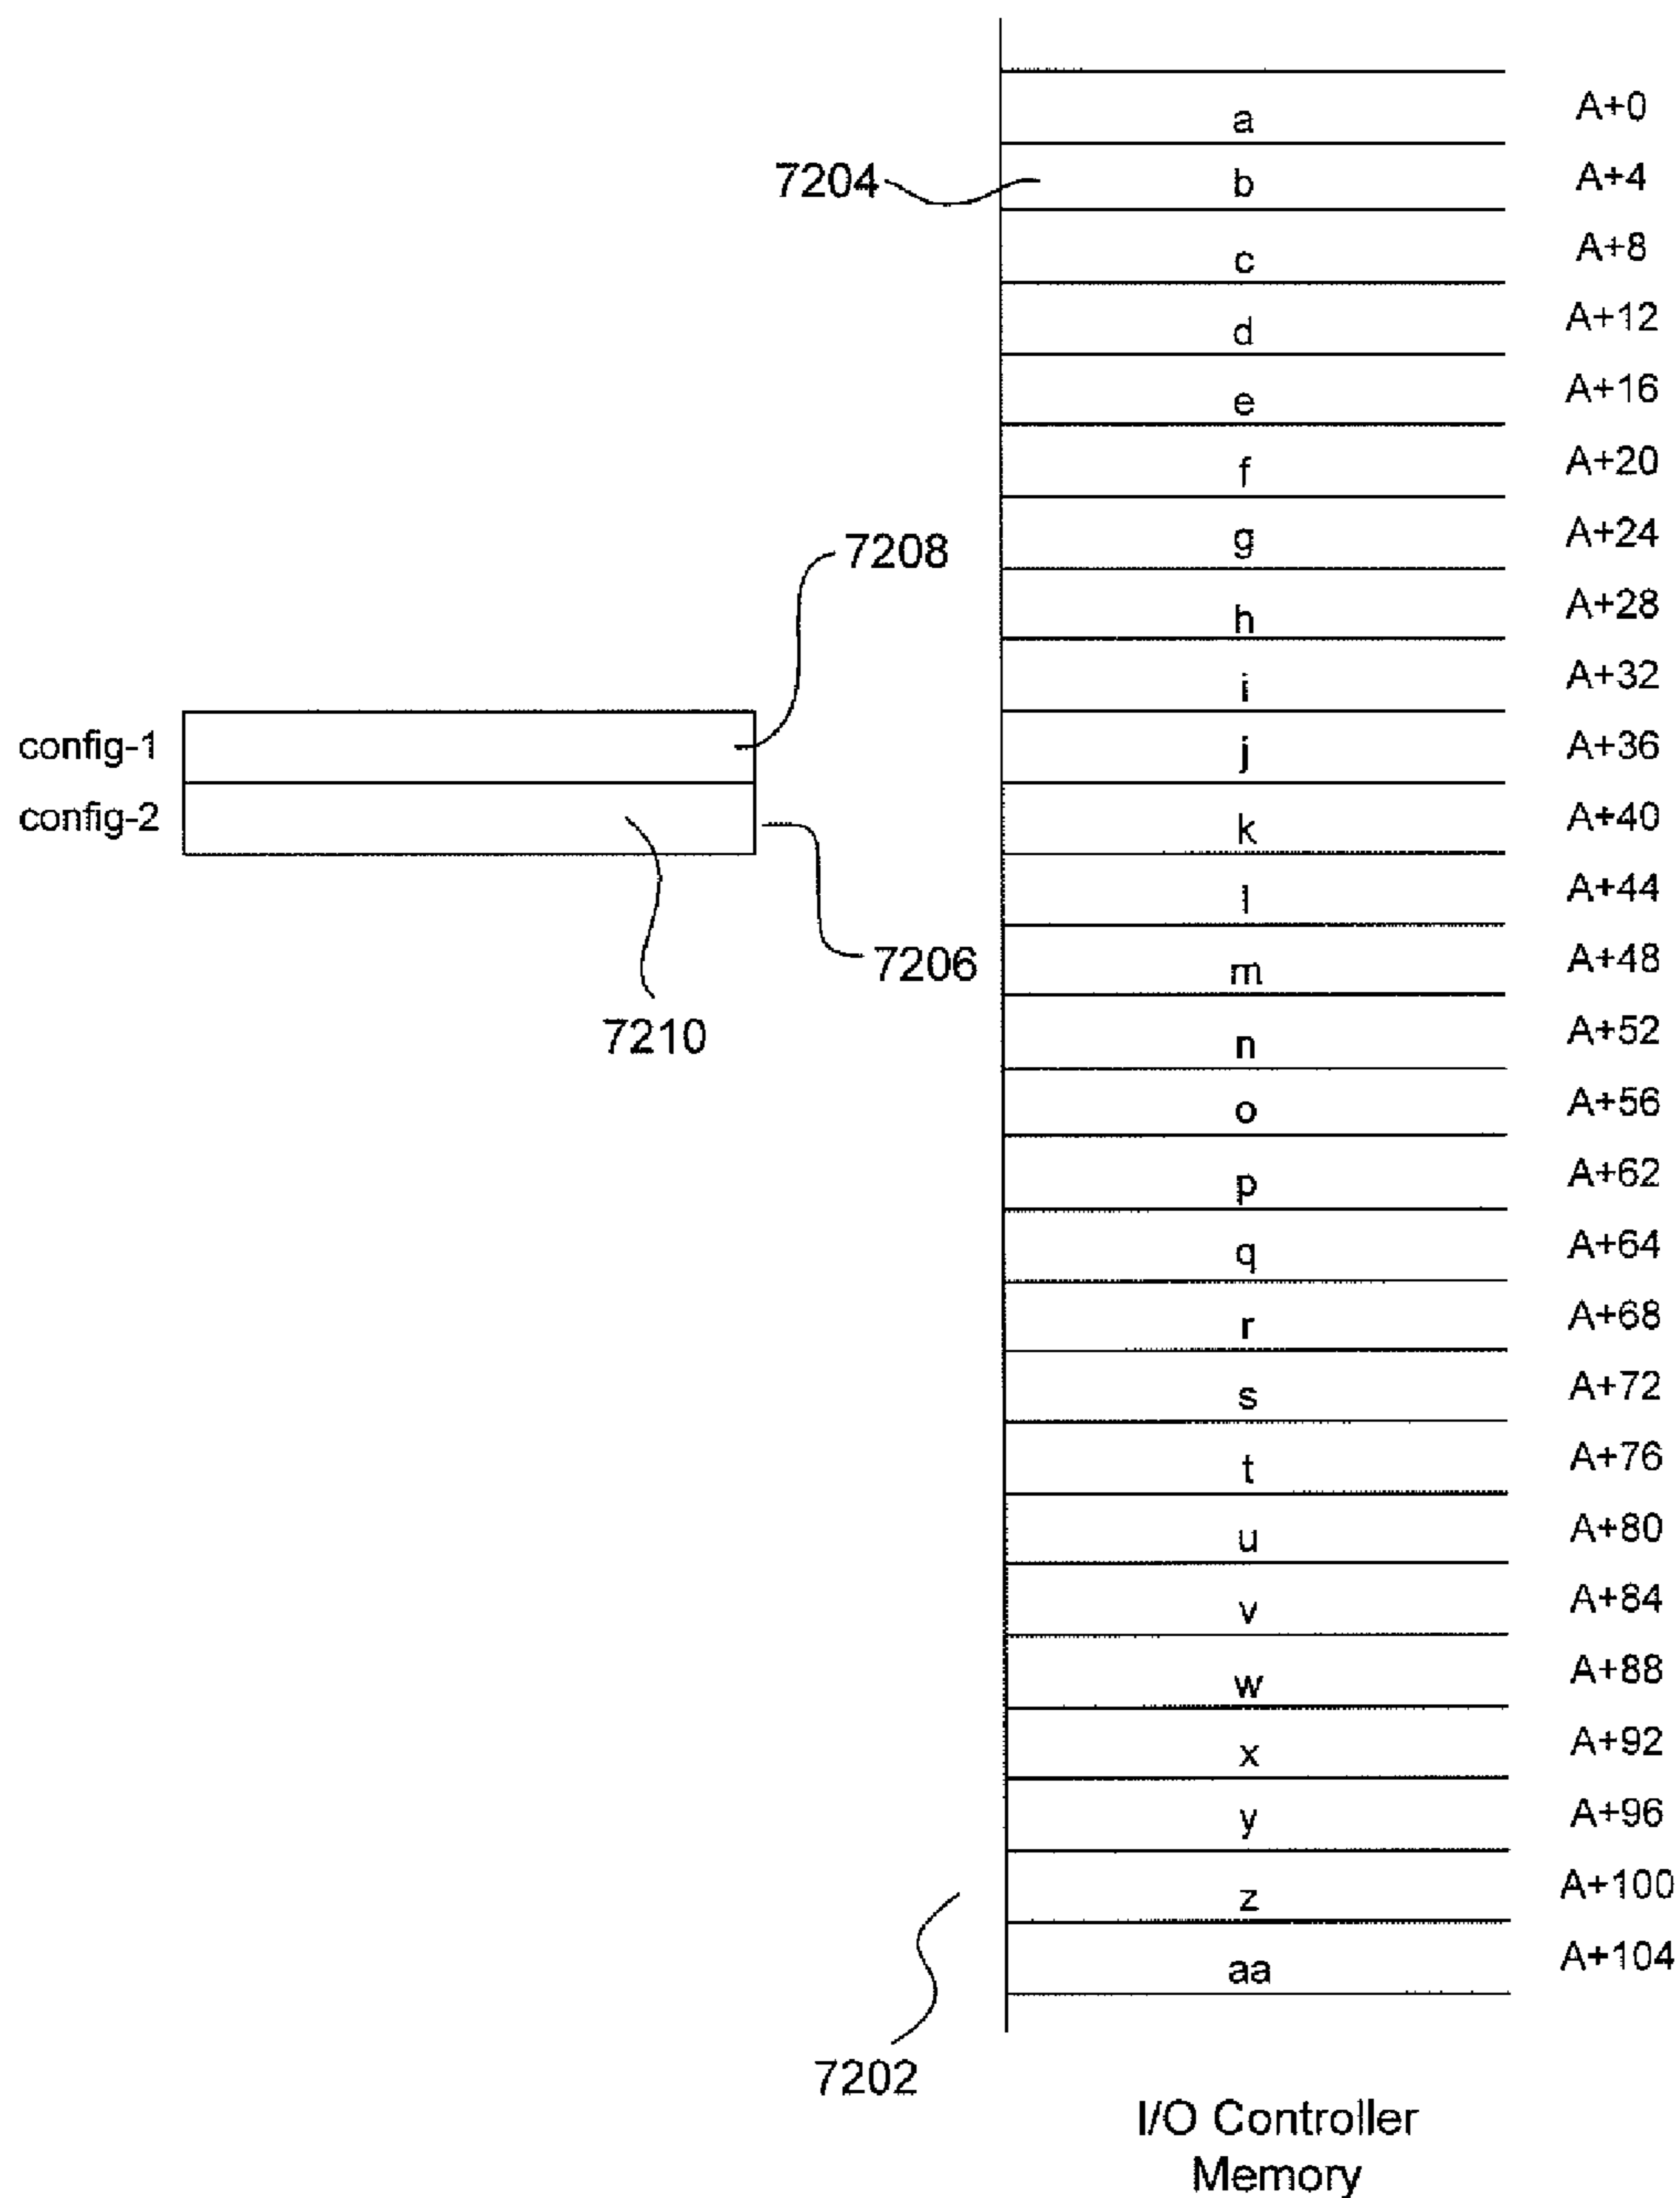 a A+0
7204 b A+4
c A+8
d A+12
e A+16
f A+20
g A+24
7208
h A+28
i A+32
config-1 j A+36
config-2 k A+40
l A+44
7206 m A+48
7210 n A+52
o A+56
p A+62
q A+64
r A+68
s A+72
t A+76
u A+80
v A+84
w A+88
x A+92
y A+96
z A+100
aa A+104
7202
I/O Controller
Memory